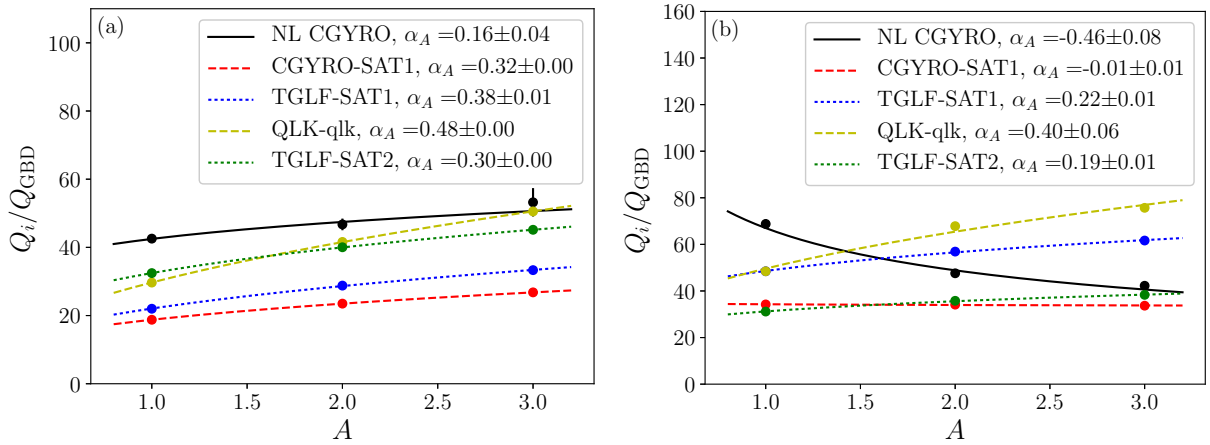 (a)
NL CGYRO, α_A =0.16±0.04
CGYRO-SAT1, α_A =0.32±0.00
TGLF-SAT1, α_A =0.38±0.01
QLK-qlk, α_A =0.48±0.00
TGLF-SAT2, α_A =0.30±0.00
Q_i/Q_GBD
100
80
60
40
20
0
1.0
1.5
2.0
2.5
3.0
A
(b)
NL CGYRO, α_A =-0.46±0.08
CGYRO-SAT1, α_A =-0.01±0.01
TGLF-SAT1, α_A =0.22±0.01
QLK-qlk, α_A =0.40±0.06
TGLF-SAT2, α_A =0.19±0.01
Q_i/Q_GBD
160
140
120
100
80
60
40
20
0
1.0
1.5
2.0
2.5
3.0
A